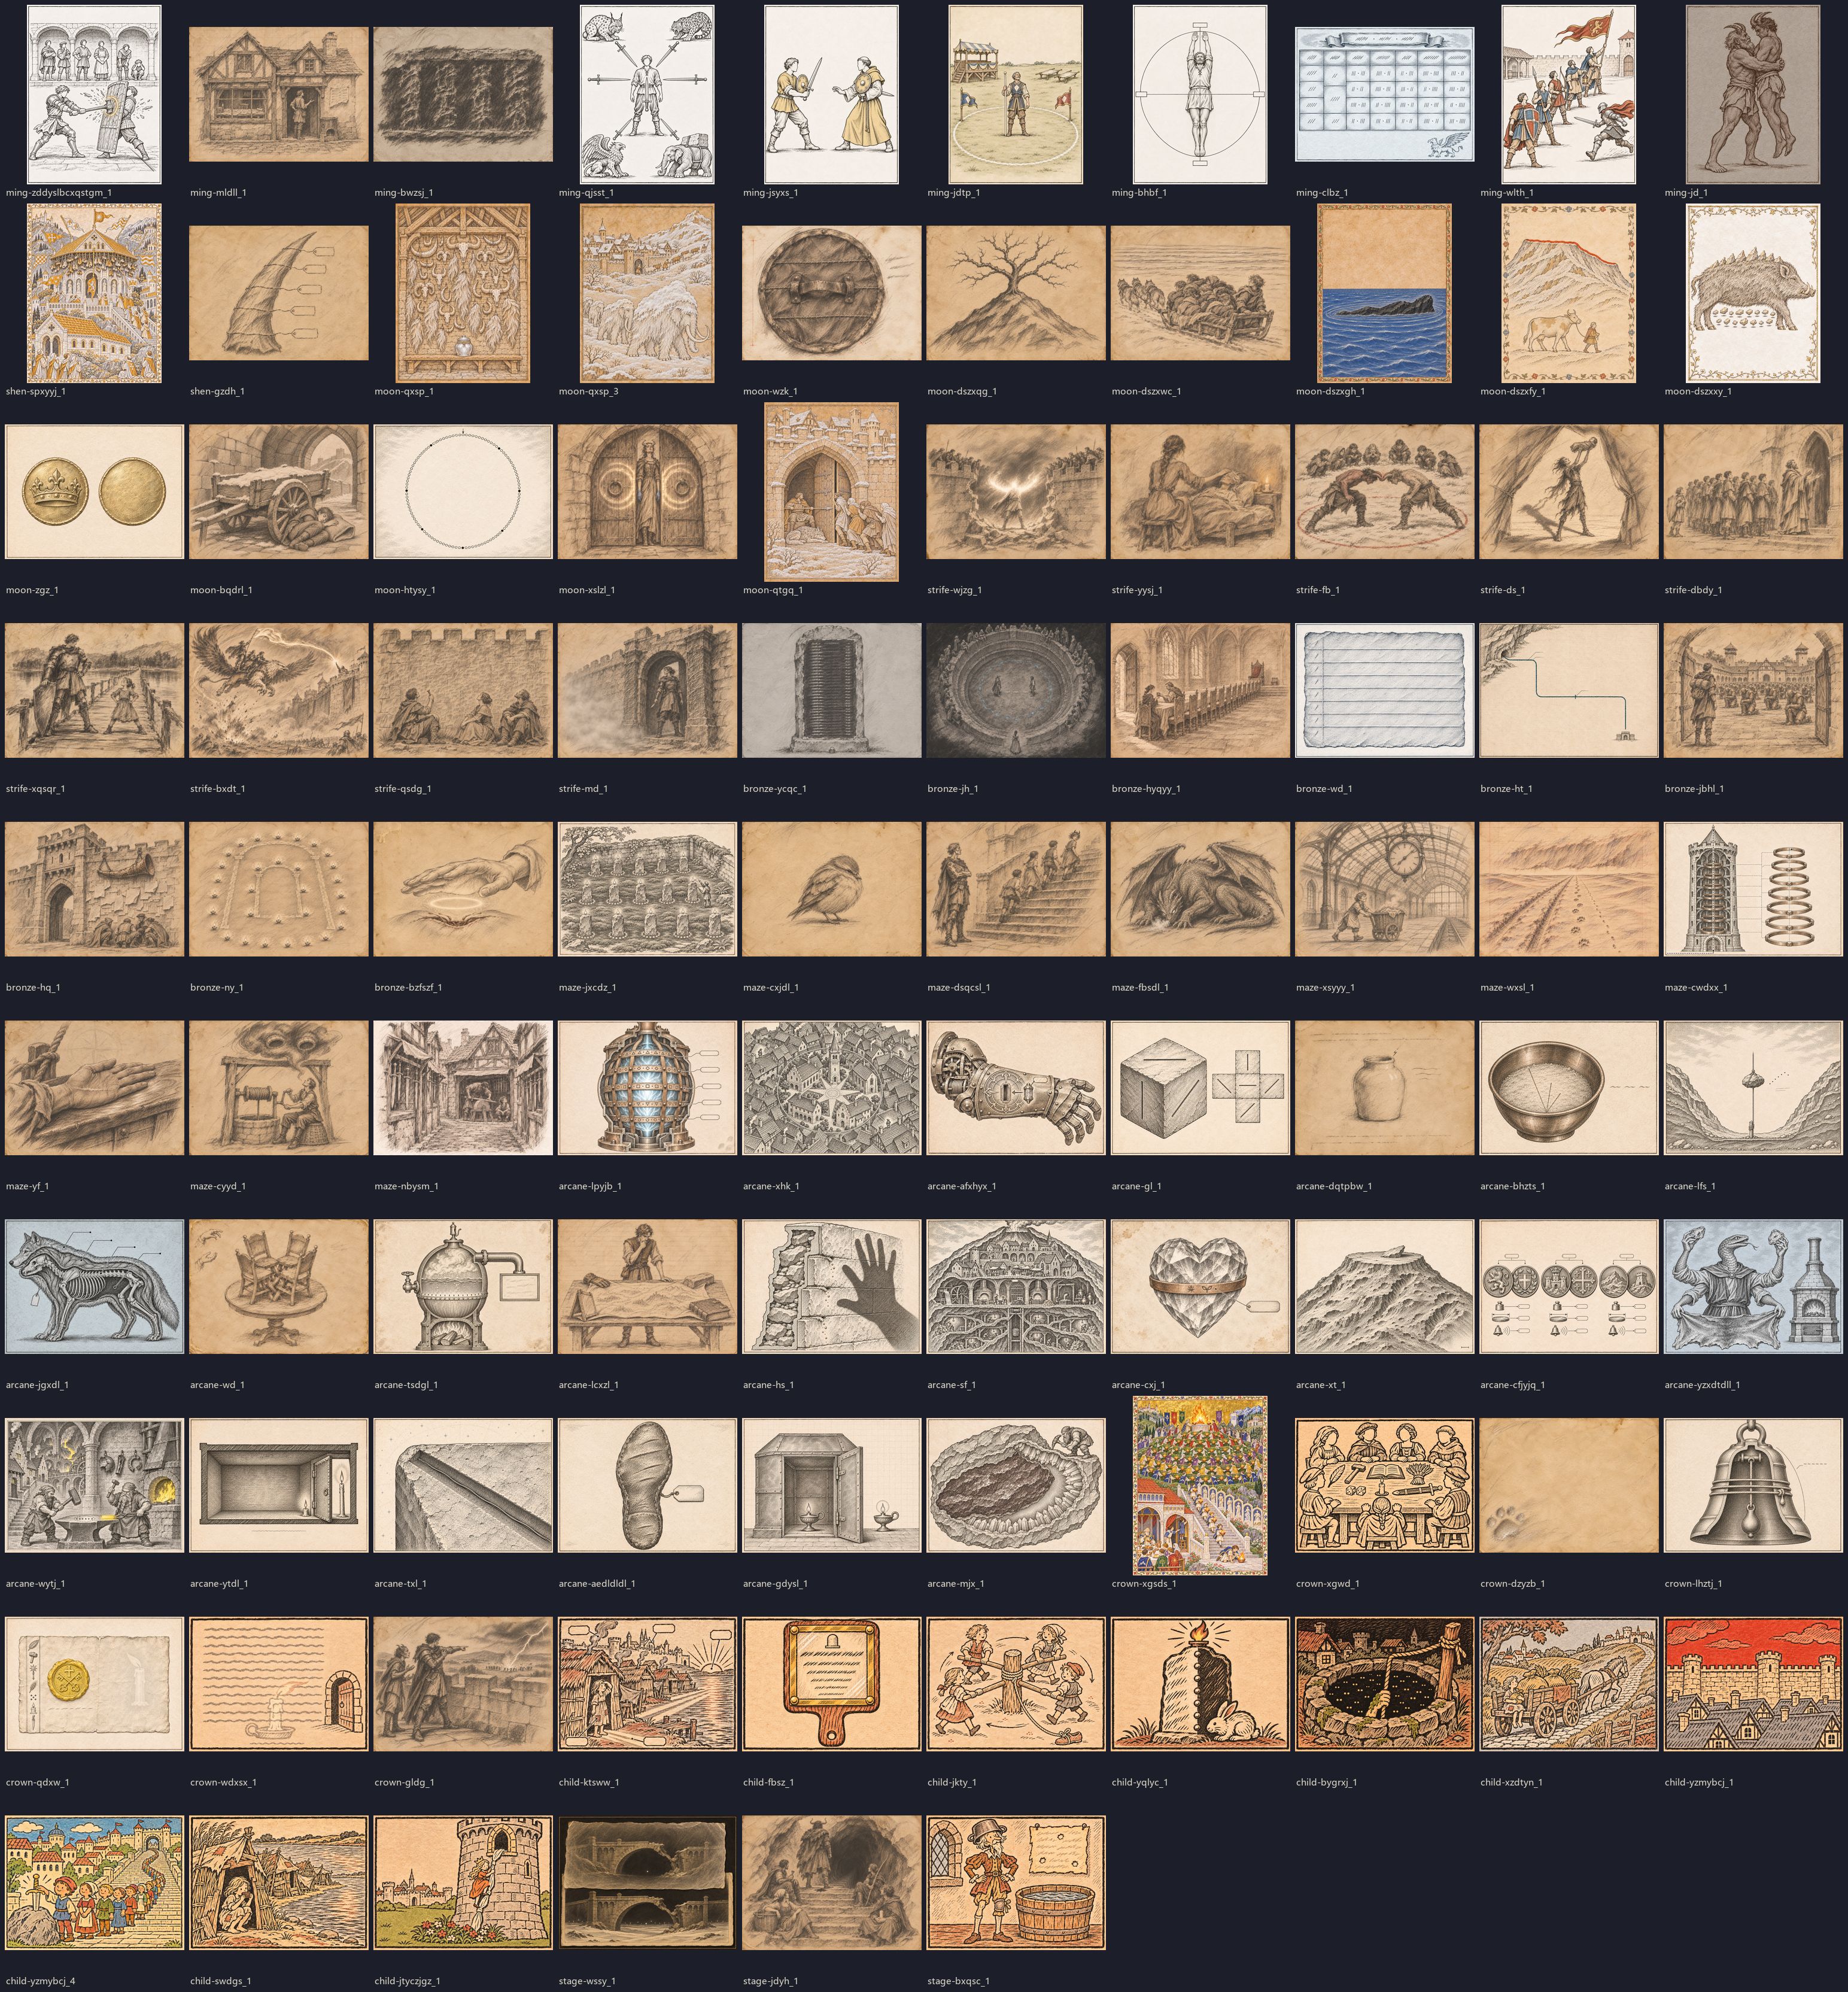 ming-zddyslbcxqstgm_1
ming-mldll_1
ming-bwzsj_1
ming-qjsst_1
ming-jsyxs_1
ming-jdtp_1
ming-bhbf_1
ming-clbz_1
ming-wlth_1
ming-jd_1
shen-spxyyj_1
shen-gzdh_1
moon-qxsp_1
moon-qxsp_3
moon-wzk_1
moon-dszxqg_1
moon-dszxwc_1
moon-dszxgh_1
moon-dszxfy_1
moon-dszxxy_1
moon-zgz_1
moon-bqdrl_1
moon-htysy_1
moon-xslzl_1
moon-qtgq_1
strife-wjzg_1
strife-yysj_1
strife-fb_1
strife-ds_1
strife-dbdy_1
strife-xqsqr_1
strife-bxdt_1
strife-qsdg_1
strife-md_1
bronze-ycqc_1
bronze-jh_1
bronze-hyqyy_1
bronze-wd_1
bronze-ht_1
bronze-jbhl_1
bronze-hq_1
bronze-ny_1
bronze-bzfszf_1
maze-jxcdz_1
maze-cxjdl_1
maze-dsqcsl_1
maze-fbsdl_1
maze-xsyyy_1
maze-wxsl_1
maze-cwdxx_1
maze-yf_1
maze-cyyd_1
maze-nbysm_1
arcane-lpyjb_1
arcane-xhk_1
arcane-afxhyx_1
arcane-gl_1
arcane-dqtpbw_1
arcane-bhzts_1
arcane-lfs_1
arcane-jgxdl_1
arcane-wd_1
arcane-tsdgl_1
arcane-lcxzl_1
arcane-hs_1
arcane-sf_1
arcane-cxj_1
arcane-xt_1
arcane-cfjyjq_1
arcane-yzxdtdll_1
arcane-wytj_1
arcane-ytdl_1
arcane-txl_1
arcane-aedldldl_1
arcane-gdysl_1
arcane-mjx_1
crown-xgsds_1
crown-xgwd_1
crown-dzyzb_1
crown-lhztj_1
crown-qdxw_1
crown-wdxsx_1
crown-gldg_1
child-ktsww_1
child-fbsz_1
child-jkty_1
child-yqlyc_1
child-bygrxj_1
child-xzdtyn_1
child-yzmybcj_1
child-yzmybcj_4
child-swdgs_1
child-jtyczjgz_1
stage-wssy_1
stage-jdyh_1
stage-bxqsc_1